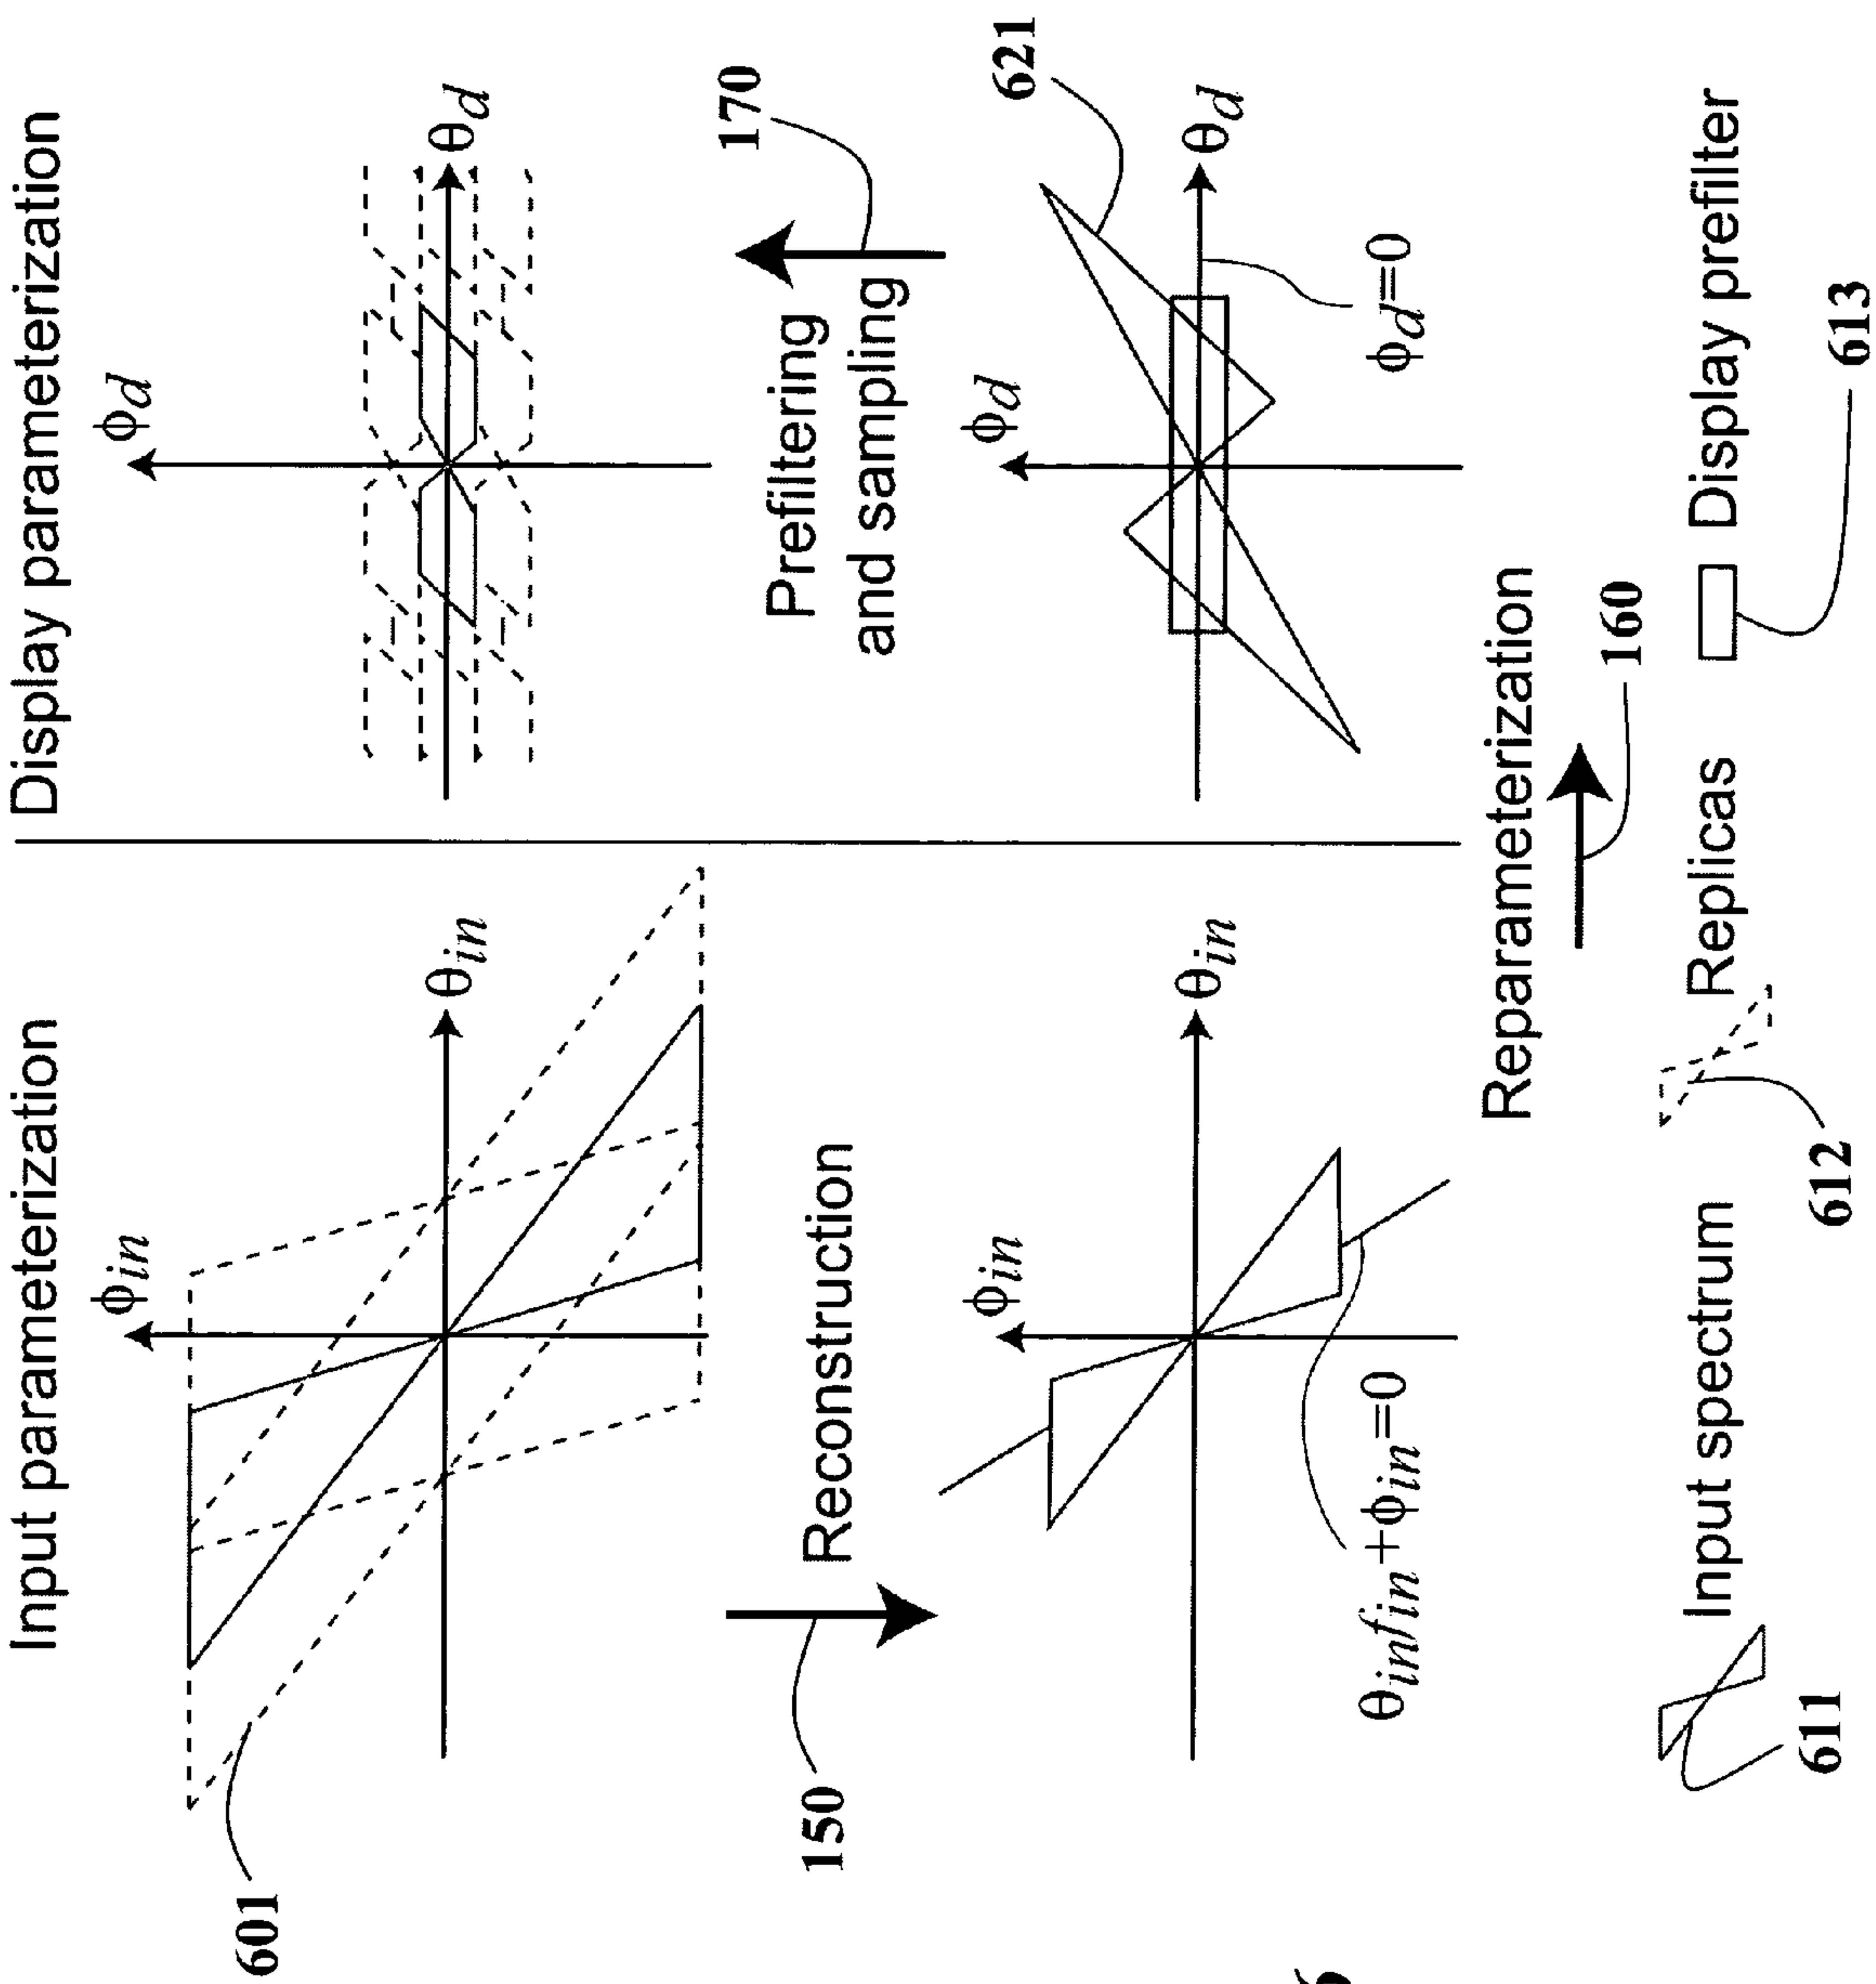 Input parameterization
Display parameterization
ϕin
ϕd
θin
θd
601
150
Reconstruction
Prefiltering
and sampling
170
ϕin
ϕd
621
θin
θd
θinfin+ϕin=0
ϕd=0
Reparameterization
160
Input spectrum
Replicas
Display prefilter
611
612
613
6